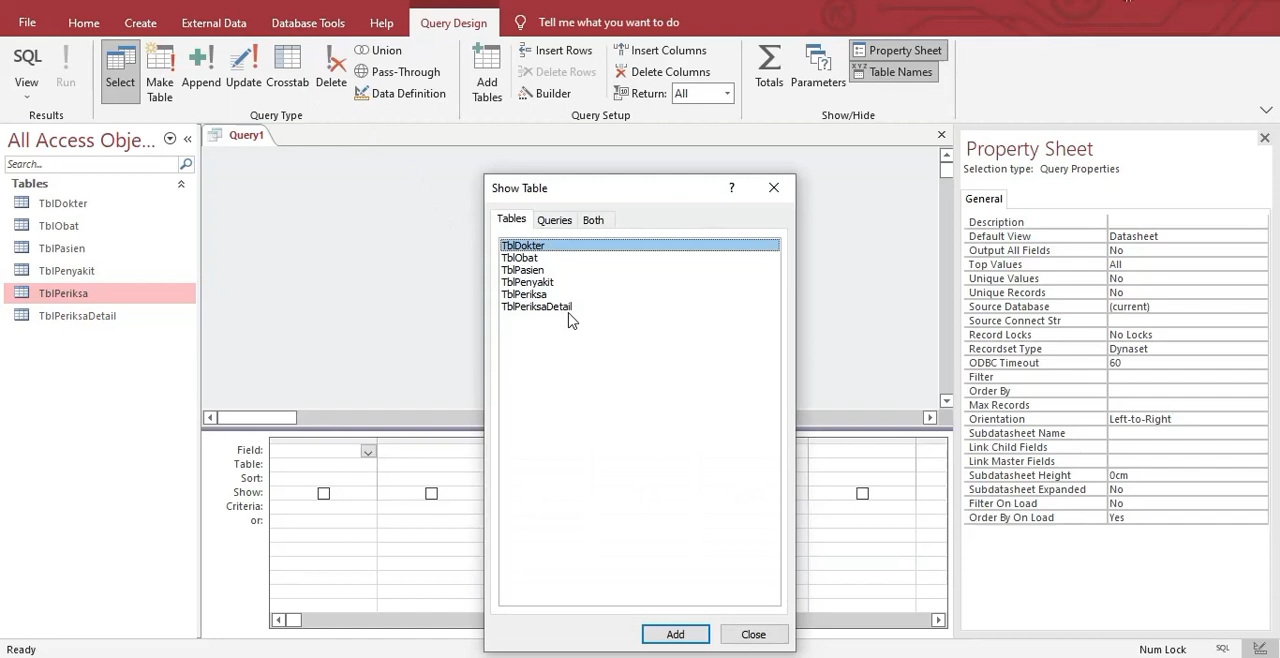 File Home Create External Data Database Tools Help Query Design Tell me what you want to do
SQL
View
Run
Results
Select
Make
Table
Append
Update
Crosstab
Delete
Union
Pass-Through
Data Definition
Query Type
Add
Tables
Insert Rows
Delete Rows
Builder
Insert Columns
Delete Columns
Return: All
Query Setup
Totals
Parameters
Property Sheet
XYZ Table Names
Show/Hide
All Access Obje...
Search...
Tables
TblDokter
TblObat
TblPasien
TblPenyakit
TblPeriksa
TblPeriksaDetail
Query1
Field:
Table:
Sort:
Show:
Criteria:
or:
Show Table ?
Tables Queries Both
TblDokter
TblObat
TblPasien
TblPenyakit
TblPeriksa
TblPeriksaDetail
Add Close
Property Sheet
Selection type: Query Properties
General
Description
Default View Datasheet
Output All Fields No
Top Values All
Unique Values No
Unique Records No
Source Database (current)
Source Connect Str
Record Locks No Locks
Recordset Type Dynaset
ODBC Timeout 60
Filter
Order By
Max Records
Orientation Left-to-Right
Subdatasheet Name
Link Child Fields
Link Master Fields
Subdatasheet Height 0cm
Subdatasheet Expanded No
Filter On Load No
Order By On Load Yes
Ready Num Lock SQL